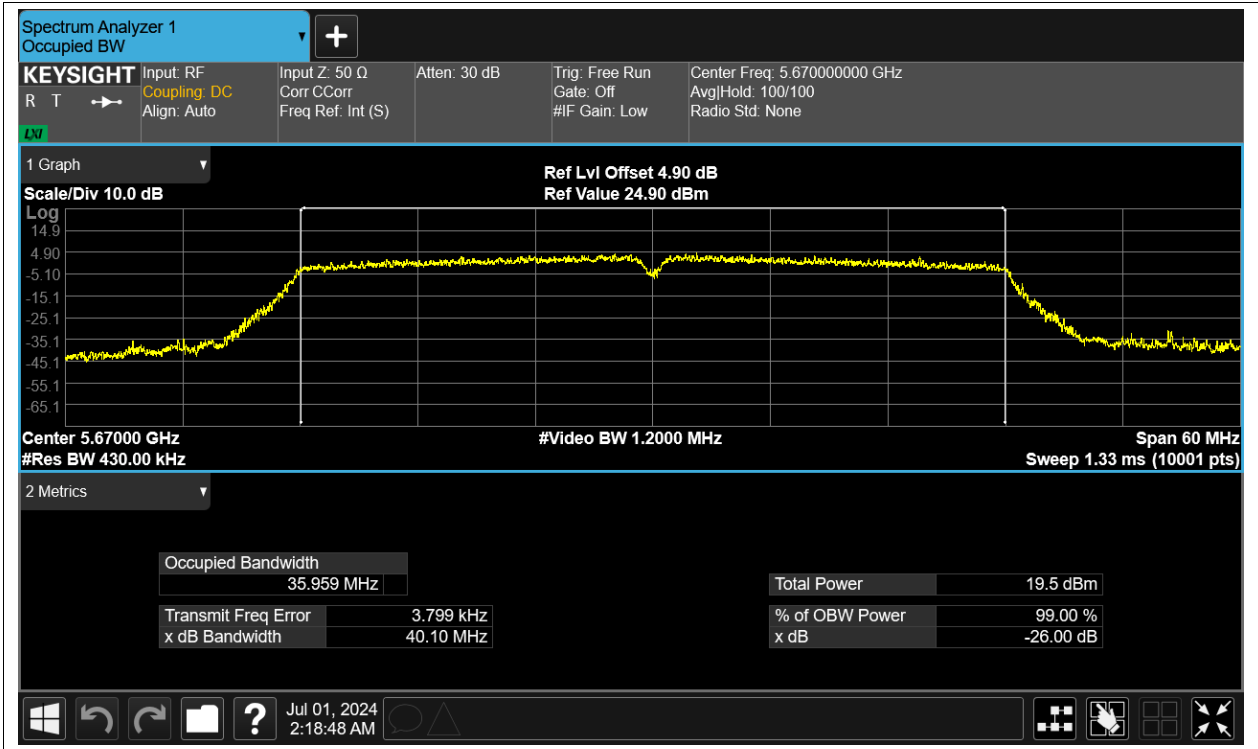 Spectrum Analyzer 1
Occupied BW
KEYSIGHT
R T
LXI
Input: RF
Coupling: DC
Align: Auto
Input Z: 50 Ω
Corr CCorr
Freq Ref: Int (S)
Atten: 30 dB
Trig: Free Run
Gate: Off
#IF Gain: Low
Center Freq: 5.670000000 GHz
Avg|Hold: 100/100
Radio Std: None
1 Graph
Scale/Div 10.0 dB
Ref Lvl Offset 4.90 dB
Ref Value 24.90 dBm
Log
14.9
4.90
-5.10
-15.1
-25.1
-35.1
-45.1
-55.1
-65.1
Center 5.67000 GHz
#Video BW 1.2000 MHz
Span 60 MHz
#Res BW 430.00 kHz
Sweep 1.33 ms (10001 pts)
2 Metrics
Occupied Bandwidth
35.959 MHz
Transmit Freq Error 3.799 kHz
x dB Bandwidth 40.10 MHz
Total Power 19.5 dBm
% of OBW Power 99.00 %
x dB -26.00 dB
?
Jul 01, 2024
2:18:48 AM